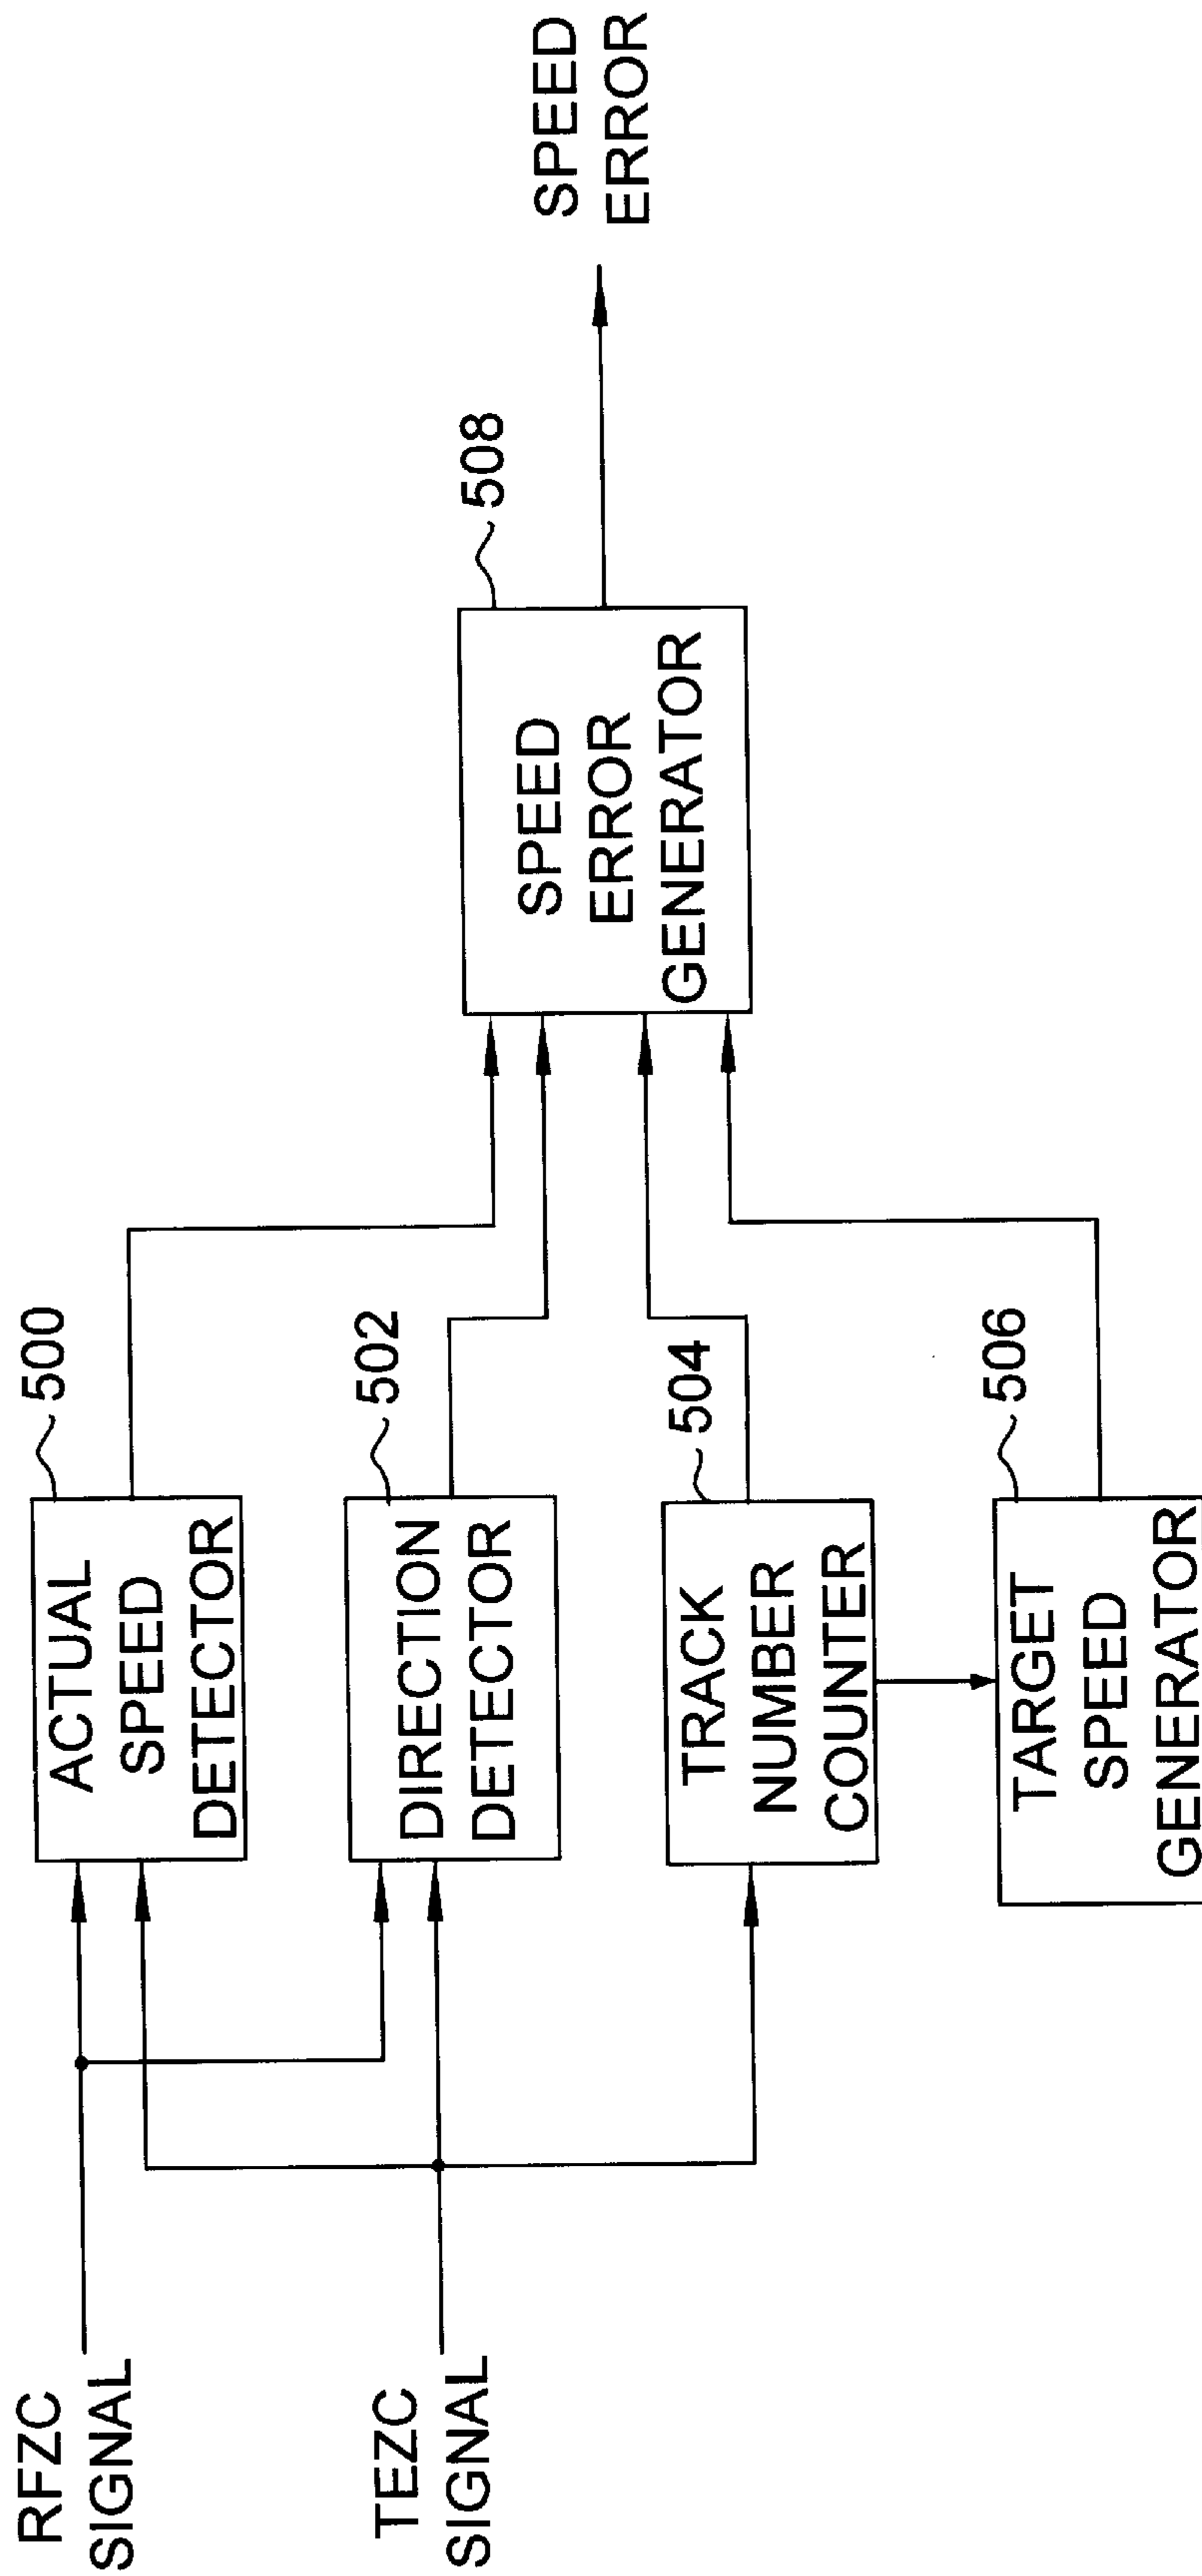 RFZC
SIGNAL
TEZC
SIGNAL
500
ACTUAL
SPEED
DETECTOR
502
DIRECTION
DETECTOR
504
TRACK
NUMBER
COUNTER
506
TARGET
SPEED
GENERATOR
508
SPEED
ERROR
GENERATOR
SPEED
ERROR